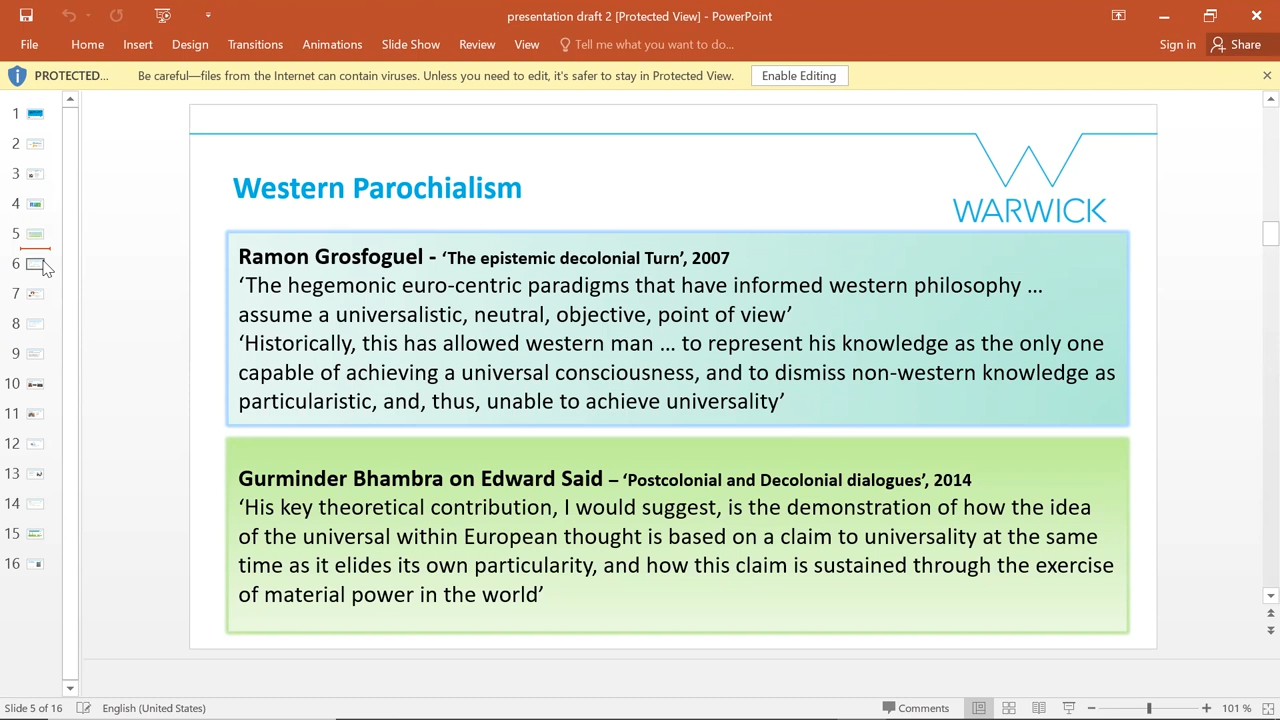 presentation draft 2 [Protected View] - PowerPoint
File Home Insert Design Transitions Animations Slide Show Review View Tell me what you want to do... Sign in Share
PROTECTED... Be careful—files from the Internet can contain viruses. Unless you need to edit, it's safer to stay in Protected View. Enable Editing
1
2
3
4
5
6
7
8
9
10
11
12
13
14
15
16
Western Parochialism
WARWICK
Ramon Grosfoguel - ‘The epistemic decolonial Turn’, 2007
‘The hegemonic euro-centric paradigms that have informed western philosophy …
assume a universalistic, neutral, objective, point of view’
‘Historically, this has allowed western man … to represent his knowledge as the only one
capable of achieving a universal consciousness, and to dismiss non-western knowledge as
particularistic, and, thus, unable to achieve universality’
Gurminder Bhambra on Edward Said – ‘Postcolonial and Decolonial dialogues’, 2014
‘His key theoretical contribution, I would suggest, is the demonstration of how the idea
of the universal within European thought is based on a claim to universality at the same
time as it elides its own particularity, and how this claim is sustained through the exercise
of material power in the world’
Slide 5 of 16 English (United States) Comments 101 %